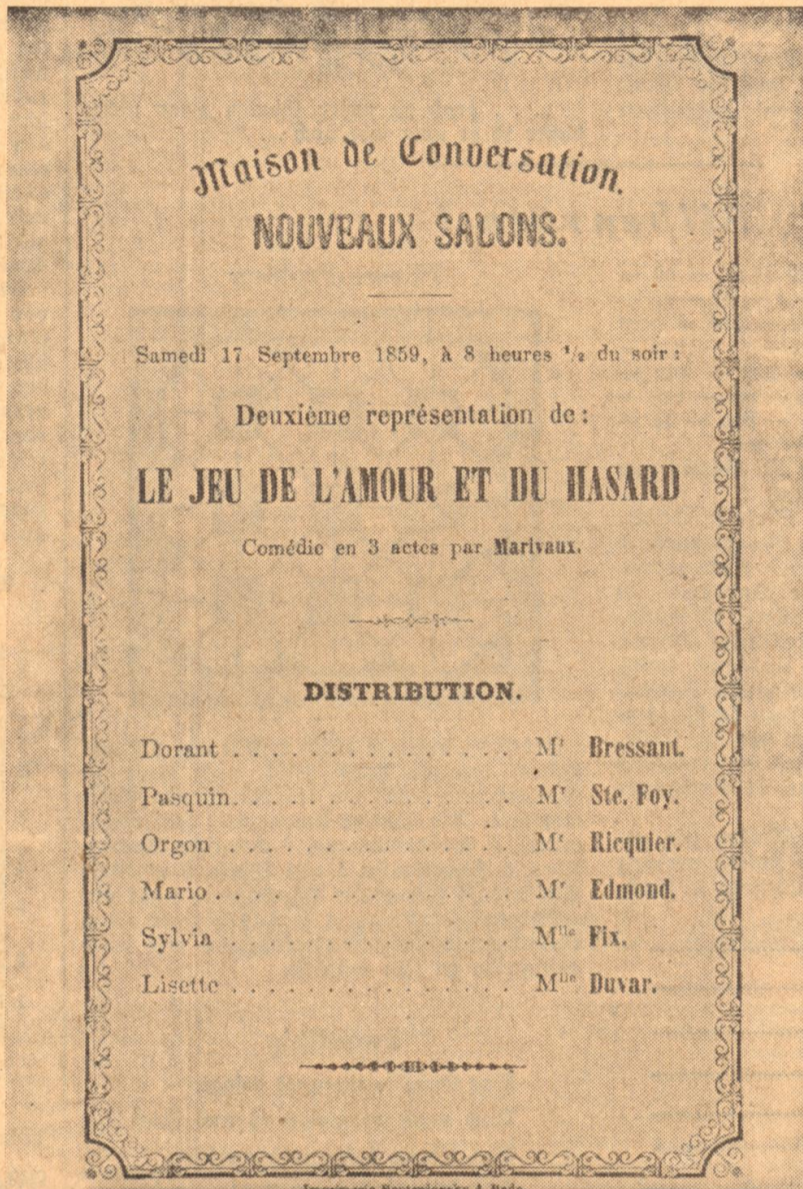 Maison de Conversation.
NOUVEAUX SALONS.
Samedi 17 Septembre 1859, à 8 heures 1/2 du soir:
Deuxième représentation de:
LE JEU DE L'AMOUR ET DU HASARD
Comédie en 3 actes par Marivaux.
DISTRIBUTION.
Dorant . . . . . . . . . . . . . . . Mr Bressant.
Pasquin . . . . . . . . . . . . . . . Mr Ste. Foy.
Orgon . . . . . . . . . . . . . . . Mr Ricquier.
Mario . . . . . . . . . . . . . . . Mr Edmond.
Sylvia . . . . . . . . . . . . . . . Mlle Fix.
Lisette . . . . . . . . . . . . . . . Mlle Duvar.
Imprimerie